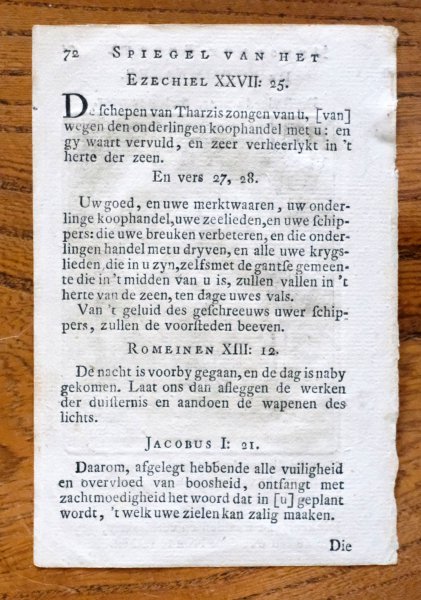 72 SPIEGEL VAN HET
EZECHIEL XXVII: 25.
De ſchepen van Tharzis zongen van u, [van]
wegen den onderlingen koophandel met u: en
gy waart vervuld, en zeer verheerlykt in 't
herte der zeen.
En vers 27, 28.
Uw goed, en uwe merktwaaren, uw onder-
linge koophandel, uwe zeelieden, en uwe ſchip-
pers: die uwe breuken verbeteren, en die onder-
lingen handel met u dryven, en alle uwe krygs-
lieden die in u zyn, zelfs met de gantſe gemeen-
te die in 't midden van u is, zullen vallen in 't
herte van de zeen, ten dage uwes vals.
Van 't geluid des geſchreeuws uwer ſchip-
pers, zullen de voorſteden beeven.
ROMEINEN XIII: 12.
De nacht is voorby gegaan, en de dag is naby
gekomen. Laat ons dan afleggen de werken
der duiſternis en aandoen de wapenen des
lichts.
JACOBUS I: 21.
Daarom, afgelegt hebbende alle vuiligheid
en overvloed van boosheid, ontfangt met
zachtmoedigheid het woord dat in [u] geplant
wordt, 't welk uwe zielen kan zalig maaken.
Die